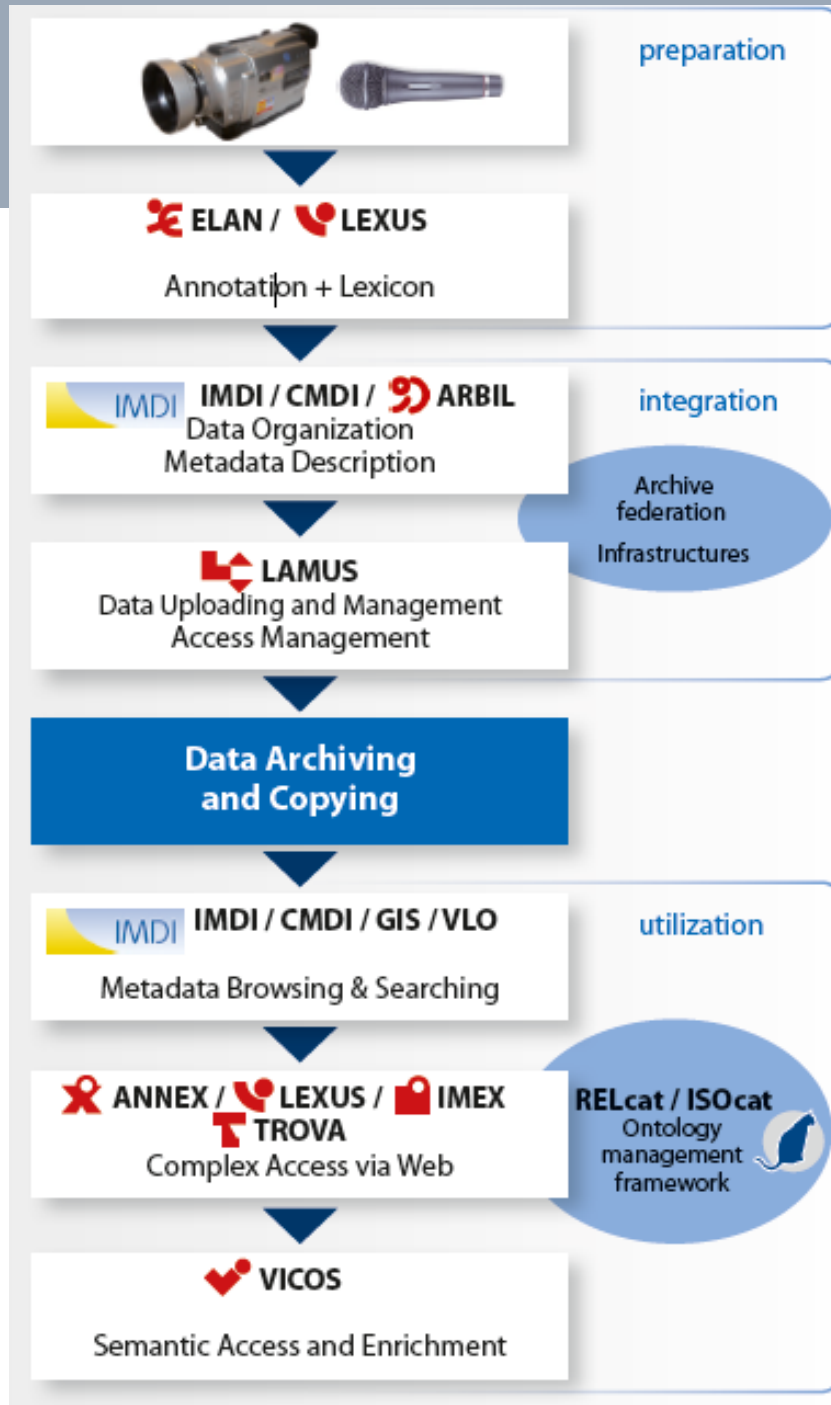 preparation
ELAN / LEXUS
Annotation + Lexicon
IMDI
IMDI / CMDI / ARBIL
Data Organization
Metadata Description
integration
Archive
federation
Infrastructures
LAMUS
Data Uploading and Management
Access Management
Data Archiving
and Copying
IMDI
IMDI / CMDI / GIS / VLO
Metadata Browsing & Searching
utilization
ANNEX / LEXUS / IMEX
TROVA
Complex Access via Web
RELcat / ISOcat
Ontology
management
framework
VICOS
Semantic Access and Enrichment